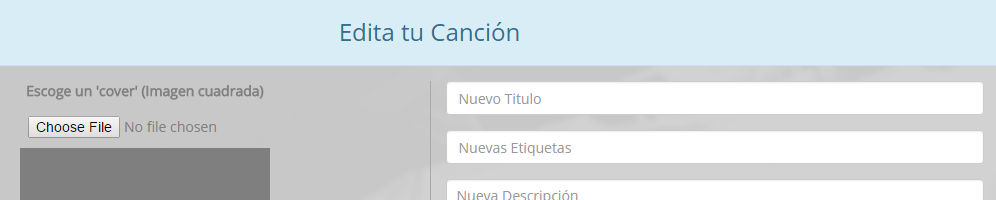 Edita tu Canción
Escoge un 'cover' (Imagen cuadrada)
Choose File No file chosen
Nuevo Titulo
Nuevas Etiquetas
Nueva Descripción